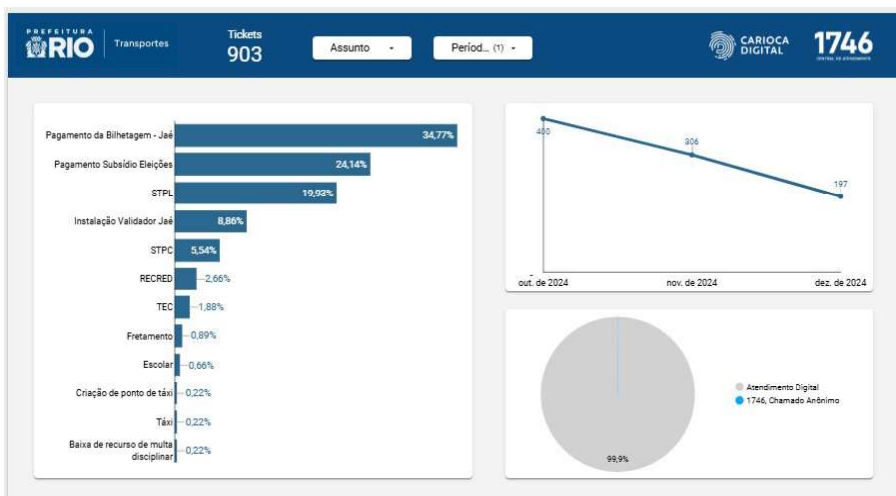 PREFEITURA
RIO
Transportes
Tickets
903
Assunto
Períod... (1)
CARIOCA
DIGITAL
1746
CENTRAL DE ATENDIMENTO
Pagamento da Bilhetagem - Jaé
34,77%
Pagamento Subsídio Eleições
24,14%
STPL
19,93%
Instalação Validador Jaé
8,86%
STPC
5,54%
RECRED
2,66%
TEC
1,88%
Fretamento
0,89%
Escolar
0,66%
Criação de ponto de táxi
0,22%
Táxi
0,22%
Baixa de recurso de multa
disciplinar
0,22%
400
306
197
out. de 2024
nov. de 2024
dez. de 2024
Atendimento Digital
1746, Chamado Anônimo
99,9%